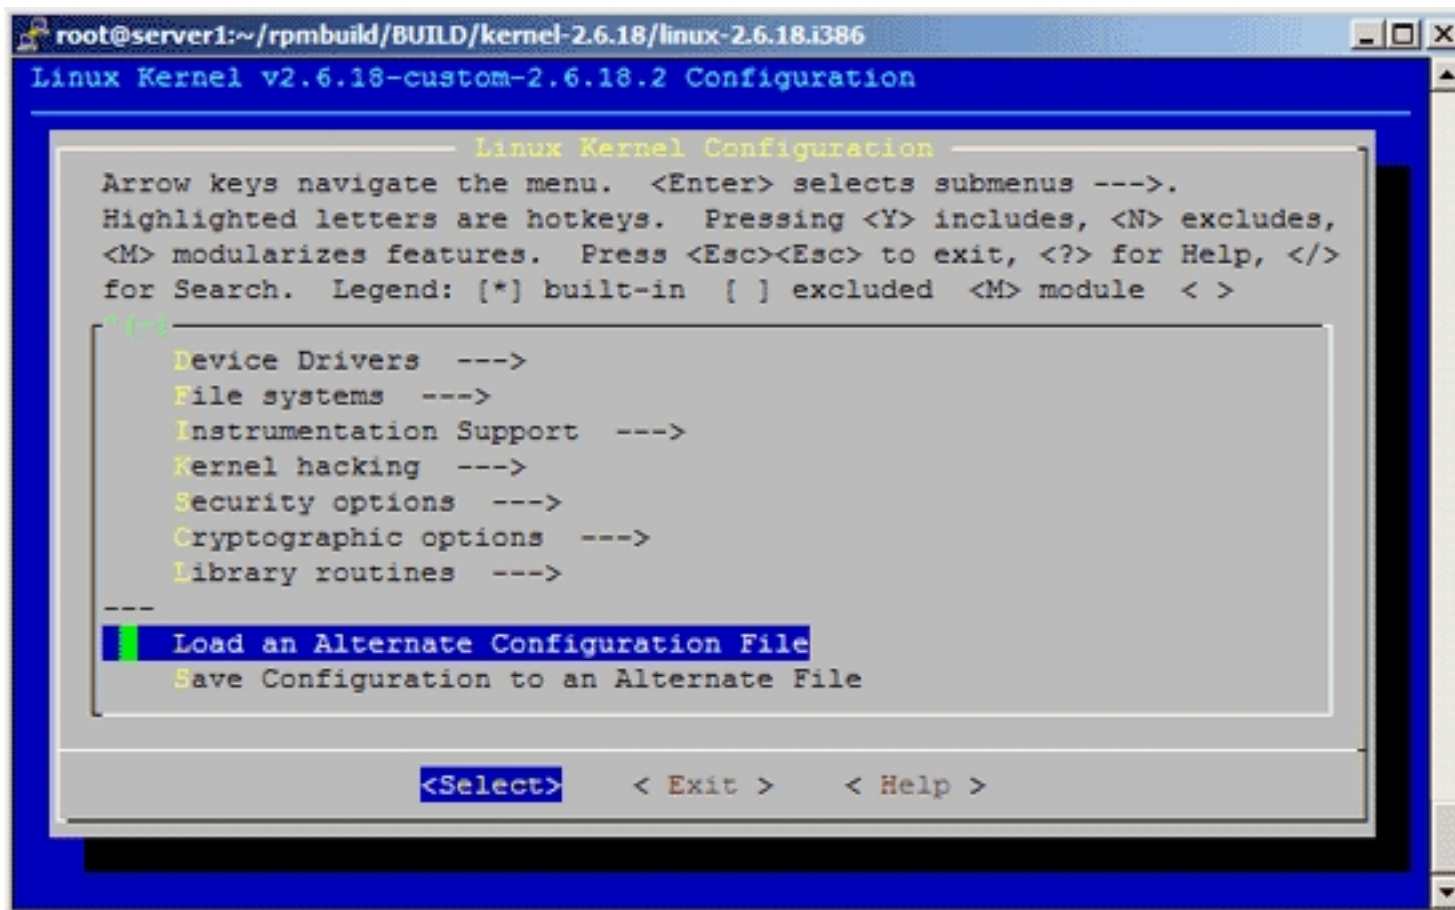 root@server1:~/rpmbuild/BUILD/kernel-2.6.18/linux-2.6.18.i386
Linux Kernel v2.6.18-custom-2.6.18.2 Configuration
Linux Kernel Configuration
Arrow keys navigate the menu.  <Enter> selects submenus --->.
Highlighted letters are hotkeys.  Pressing <Y> includes, <N> excludes,
<M> modularizes features.  Press <Esc><Esc> to exit, <?> for Help, </>
for Search.  Legend: [*] built-in  [ ] excluded  <M> module  < >
^(-)
Device Drivers  --->
File systems  --->
Instrumentation Support  --->
Kernel hacking  --->
Security options  --->
Cryptographic options  --->
Library routines  --->
---
Load an Alternate Configuration File
Save Configuration to an Alternate File
<Select>    < Exit >    < Help >